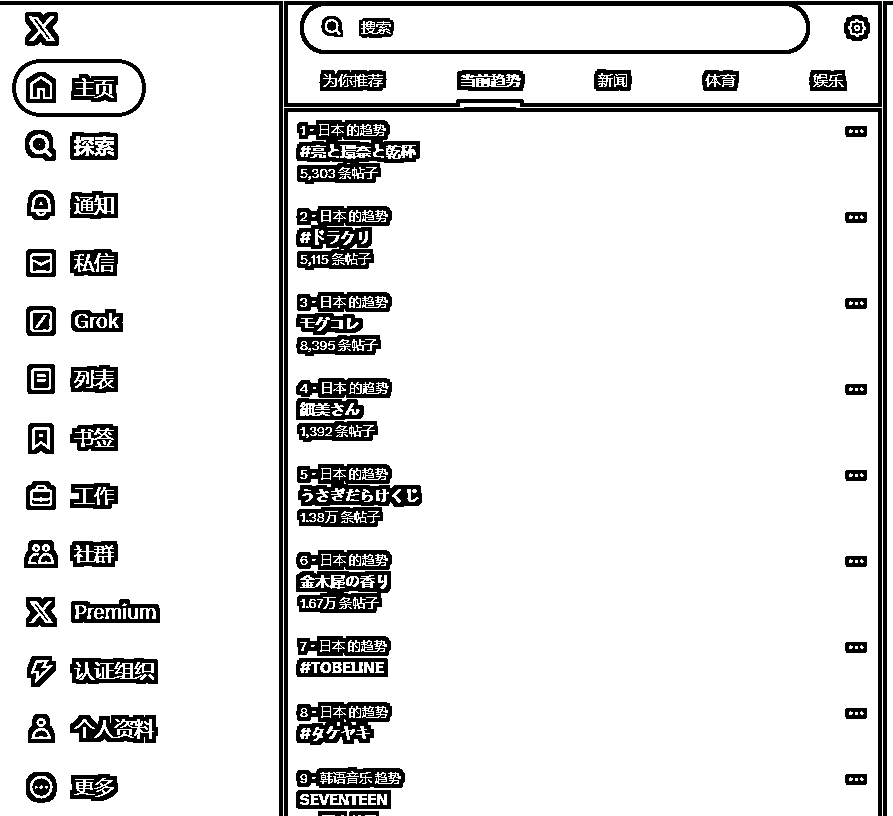 主页
探索
通知
私信
Grok
列表
书签
工作
社群
Premium
认证组织
个人资料
更多
搜索
为你推荐 当前趋势 新闻 体育 娱乐
1 · 日本 的趋势
#亮と環奈と乾杯
5,303 条帖子
2 · 日本 的趋势
#ドラクリ
5,115 条帖子
3 · 日本 的趋势
モグコレ
8,395 条帖子
4 · 日本 的趋势
細美さん
1,392 条帖子
5 · 日本 的趋势
うさぎだらけくじ
1.38万 条帖子
6 · 日本 的趋势
金木犀の香り
1.67万 条帖子
7 · 日本 的趋势
#TOBELINE
8 · 日本 的趋势
#タケヤキ
9 · 韩语音乐 趋势
SEVENTEEN